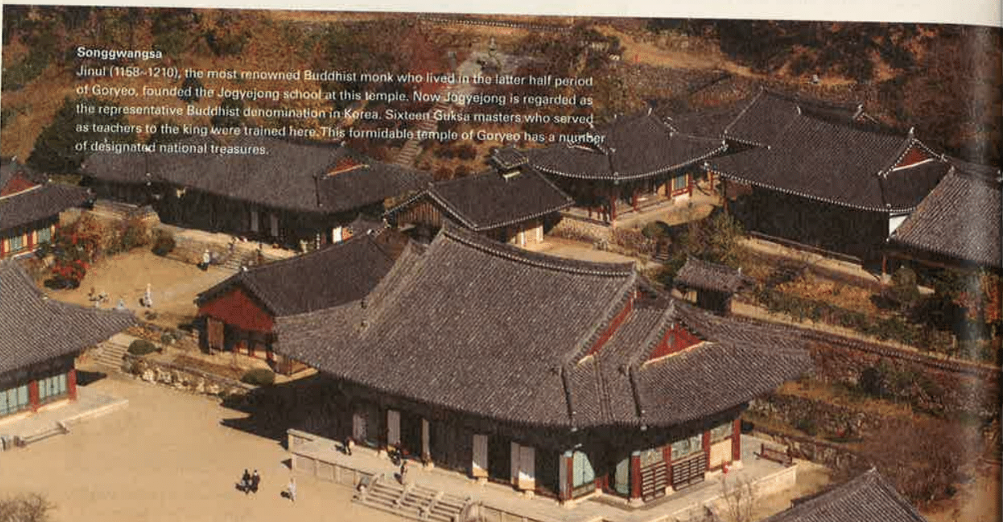 Songgwangsa
Jinul (1158–1210), the most renowned Buddhist monk who lived in the latter half period
of Goryeo, founded the Jogyejong school at this temple. Now Jogyejong is regarded as
the representative Buddhist denomination in Korea. Sixteen Guksa masters who served
as teachers to the king were trained here. This formidable temple of Goryeo has a number
of designated national treasures.